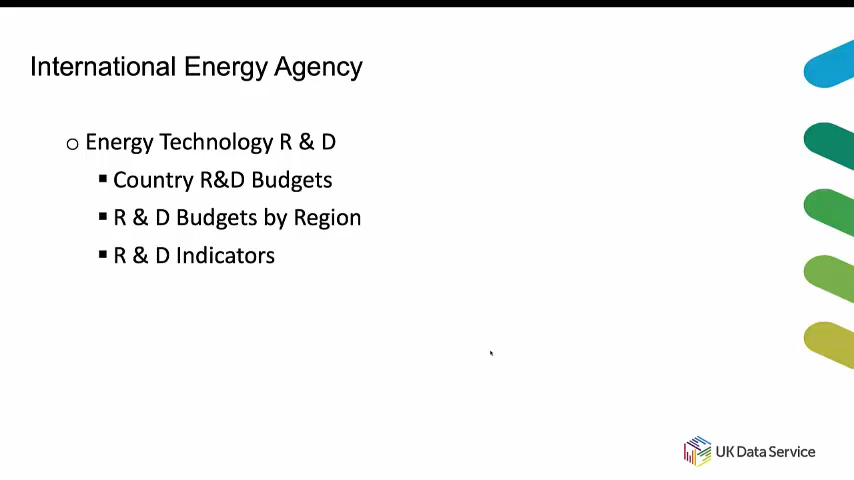 International Energy Agency
Energy Technology R & D
Country R&D Budgets
R & D Budgets by Region
R & D Indicators
UK Data Service